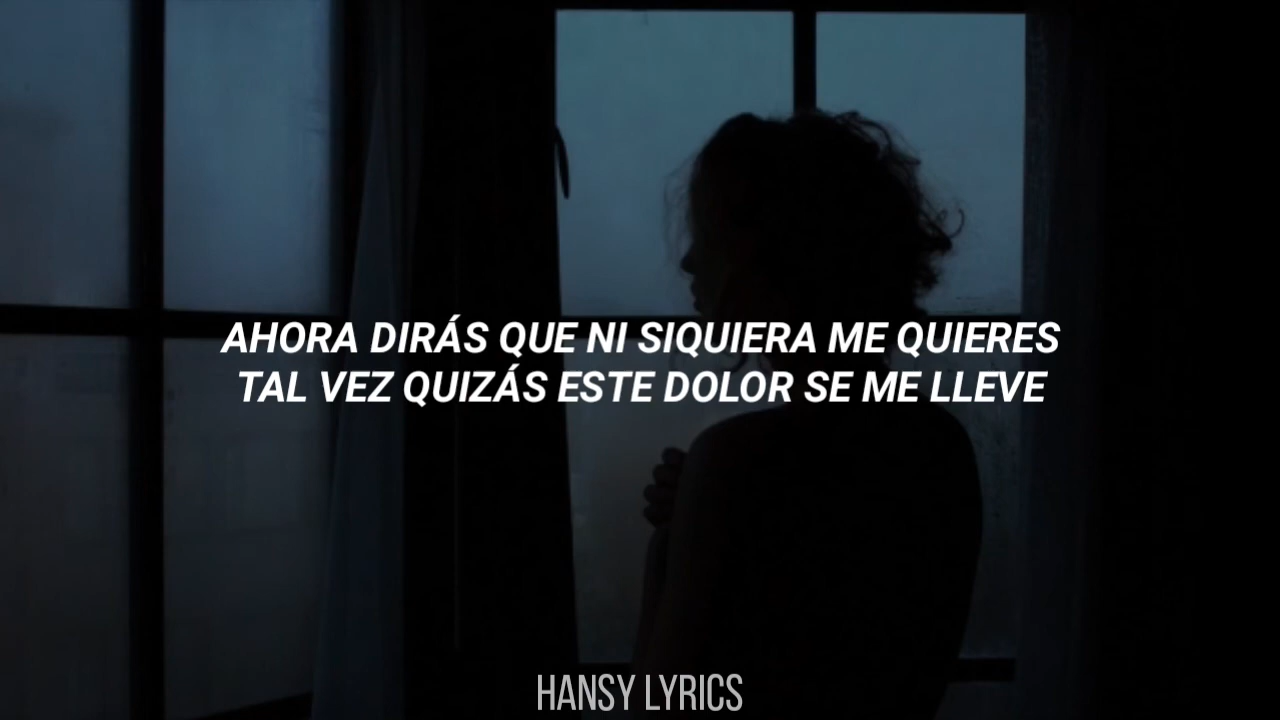 AHORA DIRÁS QUE NI SIQUIERA ME QUIERES
TAL VEZ QUIZÁS ESTE DOLOR SE ME LLEVE
HANSY LYRICS